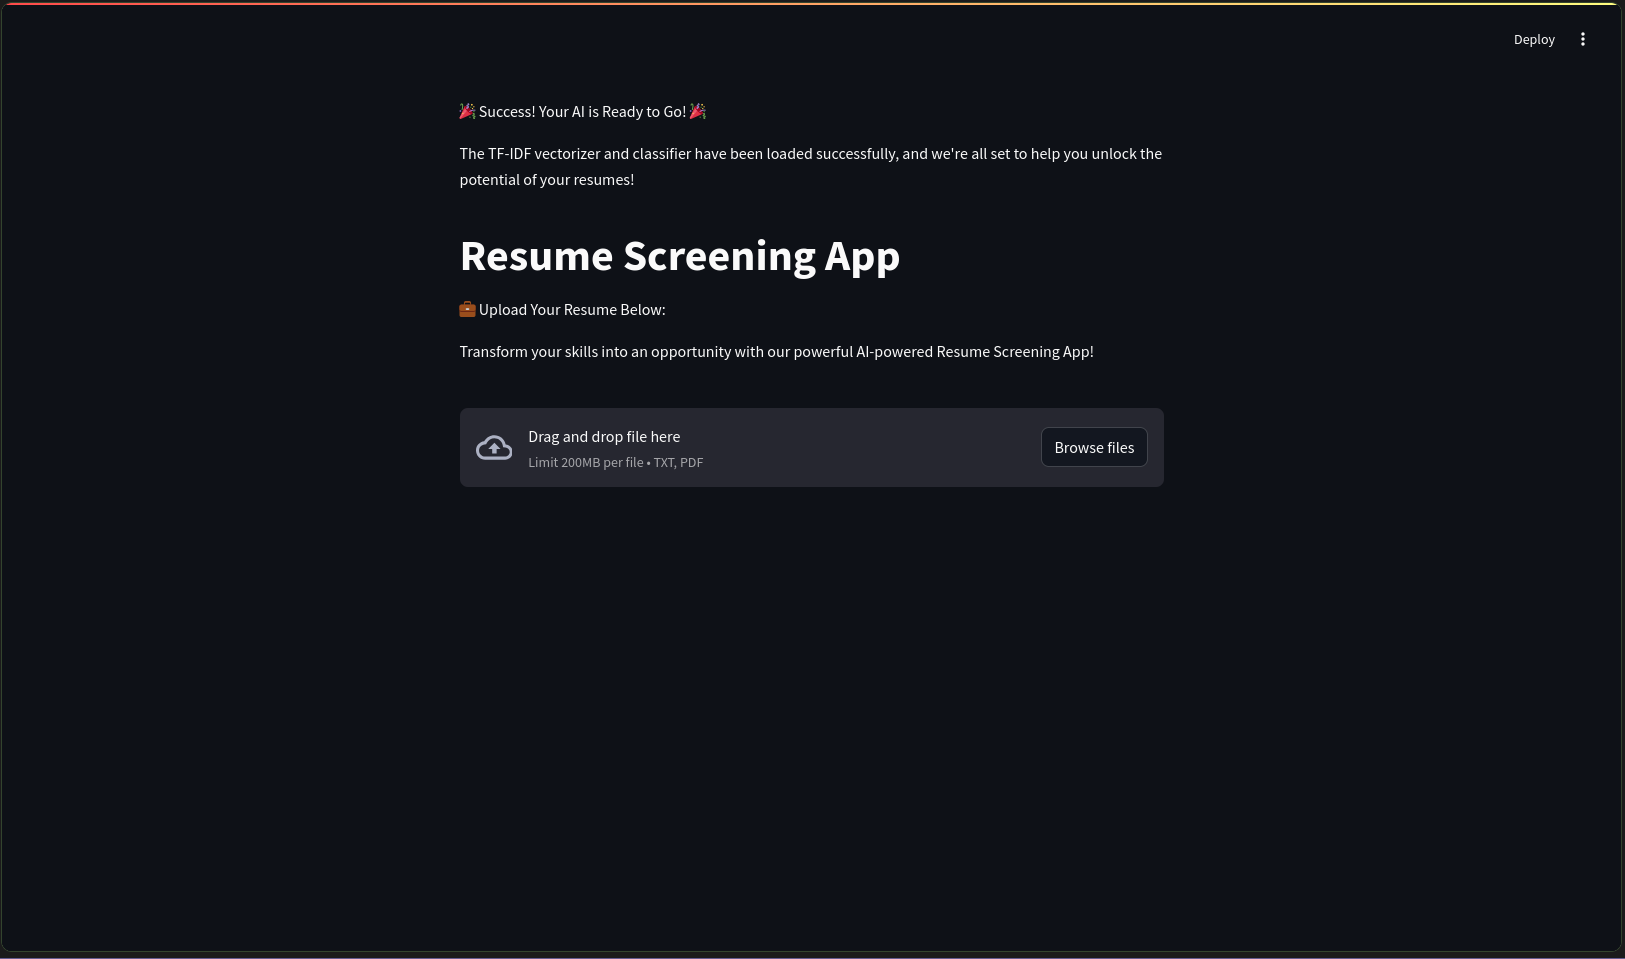 Deploy
🎉 Success! Your AI is Ready to Go! 🎉
The TF-IDF vectorizer and classifier have been loaded successfully, and we're all set to help you unlock the
potential of your resumes!
Resume Screening App
💼 Upload Your Resume Below:
Transform your skills into an opportunity with our powerful AI-powered Resume Screening App!
Drag and drop file here
Limit 200MB per file • TXT, PDF
Browse files